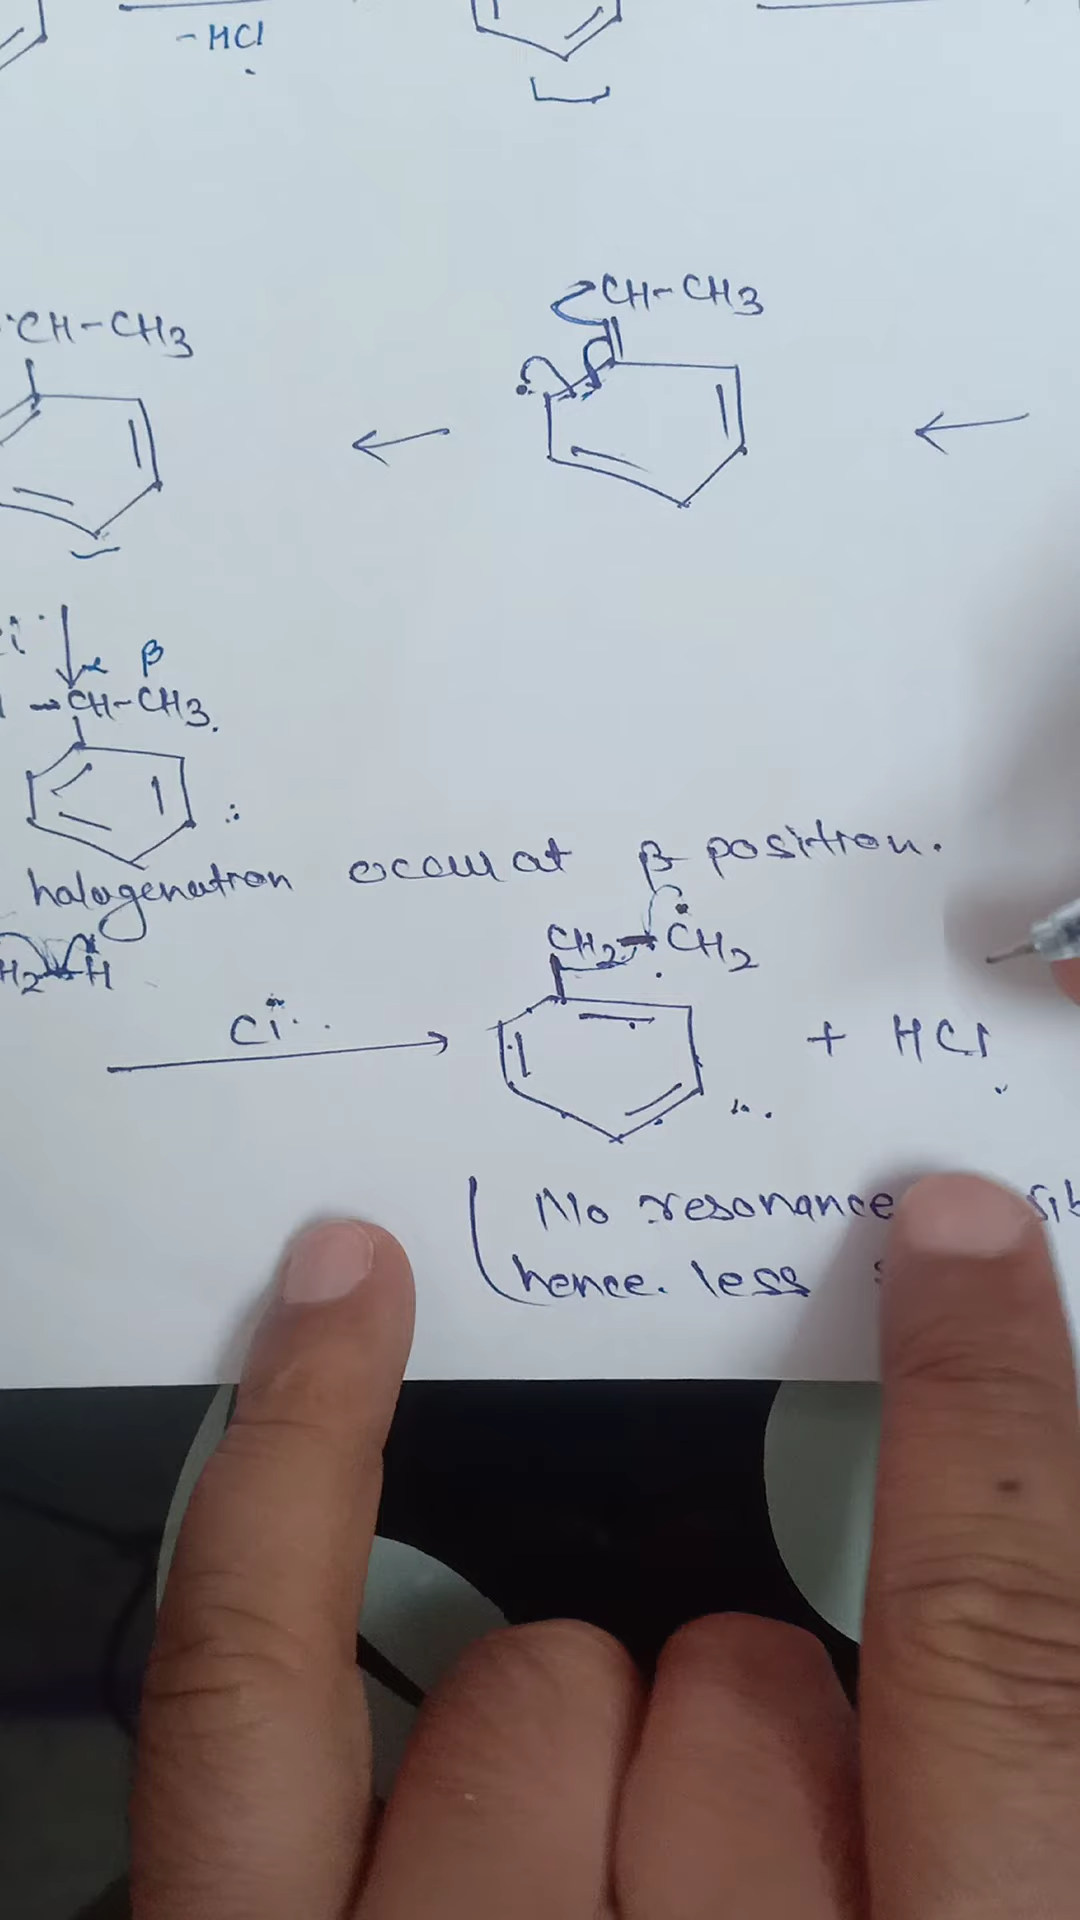 -HCl
CH-CH3
CH-CH3
α β
CH-CH3.
halogenation occur at β position.
CH2-CH2
H2 H
Cl
+ HCl
No resonance
hence. less